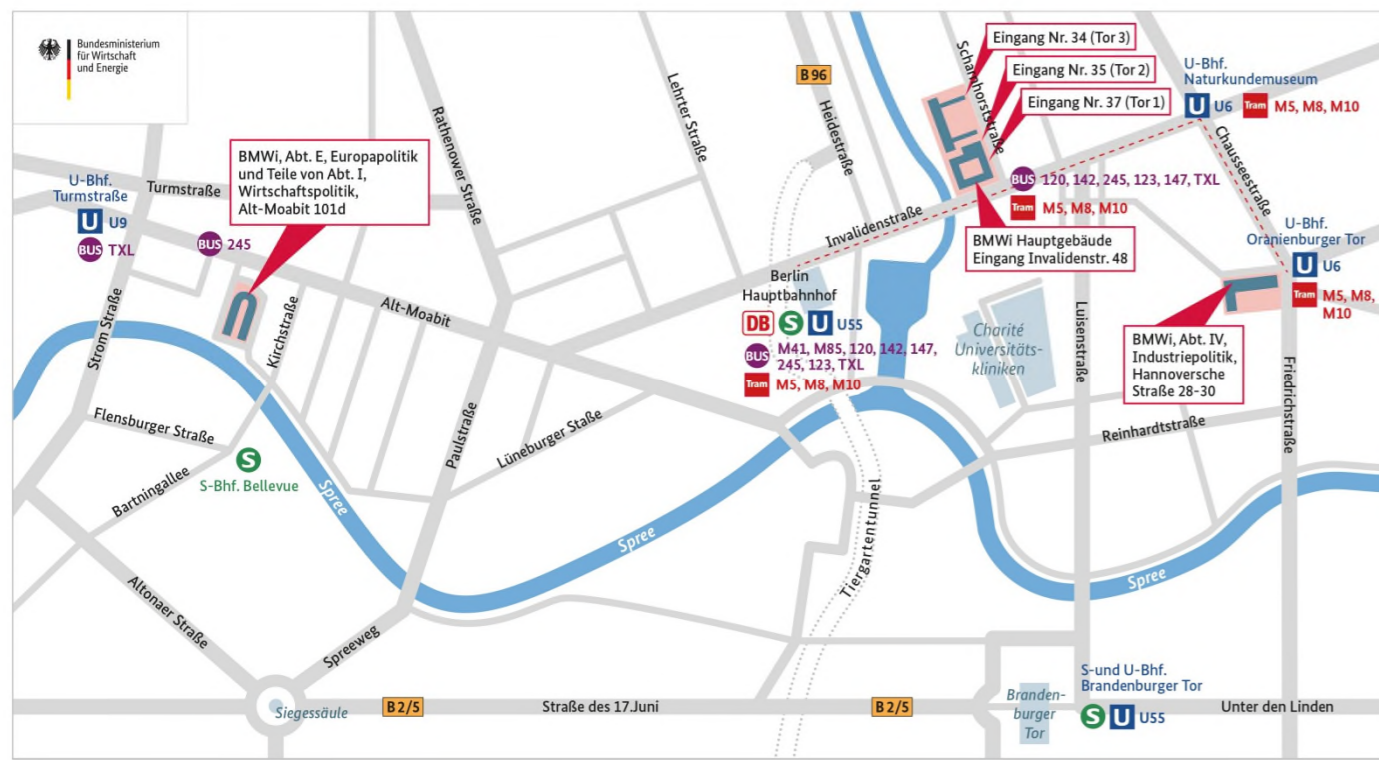 Bundesministerium
für Wirtschaft
und Energie
Eingang Nr. 34 (Tor 3)
Eingang Nr. 35 (Tor 2)
Eingang Nr. 37 (Tor 1)
Scharnhorststraße
B 96
Heidestraße
Lehrter Straße
Rathenower Straße
U-Bhf.
Naturkundemuseum
U U6 Tram M5, M8, M10
Chausseestraße
BMWi, Abt. E, Europapolitik
und Teile von Abt. I,
Wirtschaftspolitik,
Alt-Moabit 101d
Turmstraße
U-Bhf.
Turmstraße
U U9
BUS TXL
BUS 245
BUS 120, 142, 245, 123, 147, TXL
Tram M5, M8, M10
Invalidenstraße
BMWi Hauptgebäude
Eingang Invalidenstr. 48
U-Bhf.
Oranienburger Tor
U U6
Tram M5, M8,
M10
Berlin
Hauptbahnhof
DB S U U55
BUS M41, M85, 120, 142, 147,
245, 123, TXL
Tram M5, M8, M10
Strom Straße
Kirchstraße
Alt-Moabit
Charité
Universitäts-
kliniken
Luisenstraße
BMWi, Abt. IV,
Industriepolitik,
Hannoversche
Straße 28-30
Friedrichstraße
Flensburger Straße
Bartningallee
S
S-Bhf. Bellevue
Paulstraße
Lüneburger Staße
Reinhardtstraße
Spree
Spree
Spree
Tiergartentunnel
Altonaer Straße
Spreeweg
Siegessäule
B 2/5
Straße des 17.Juni
B 2/5
Branden-
burger
Tor
S-und U-Bhf.
Brandenburger Tor
S U U55
Unter den Linden